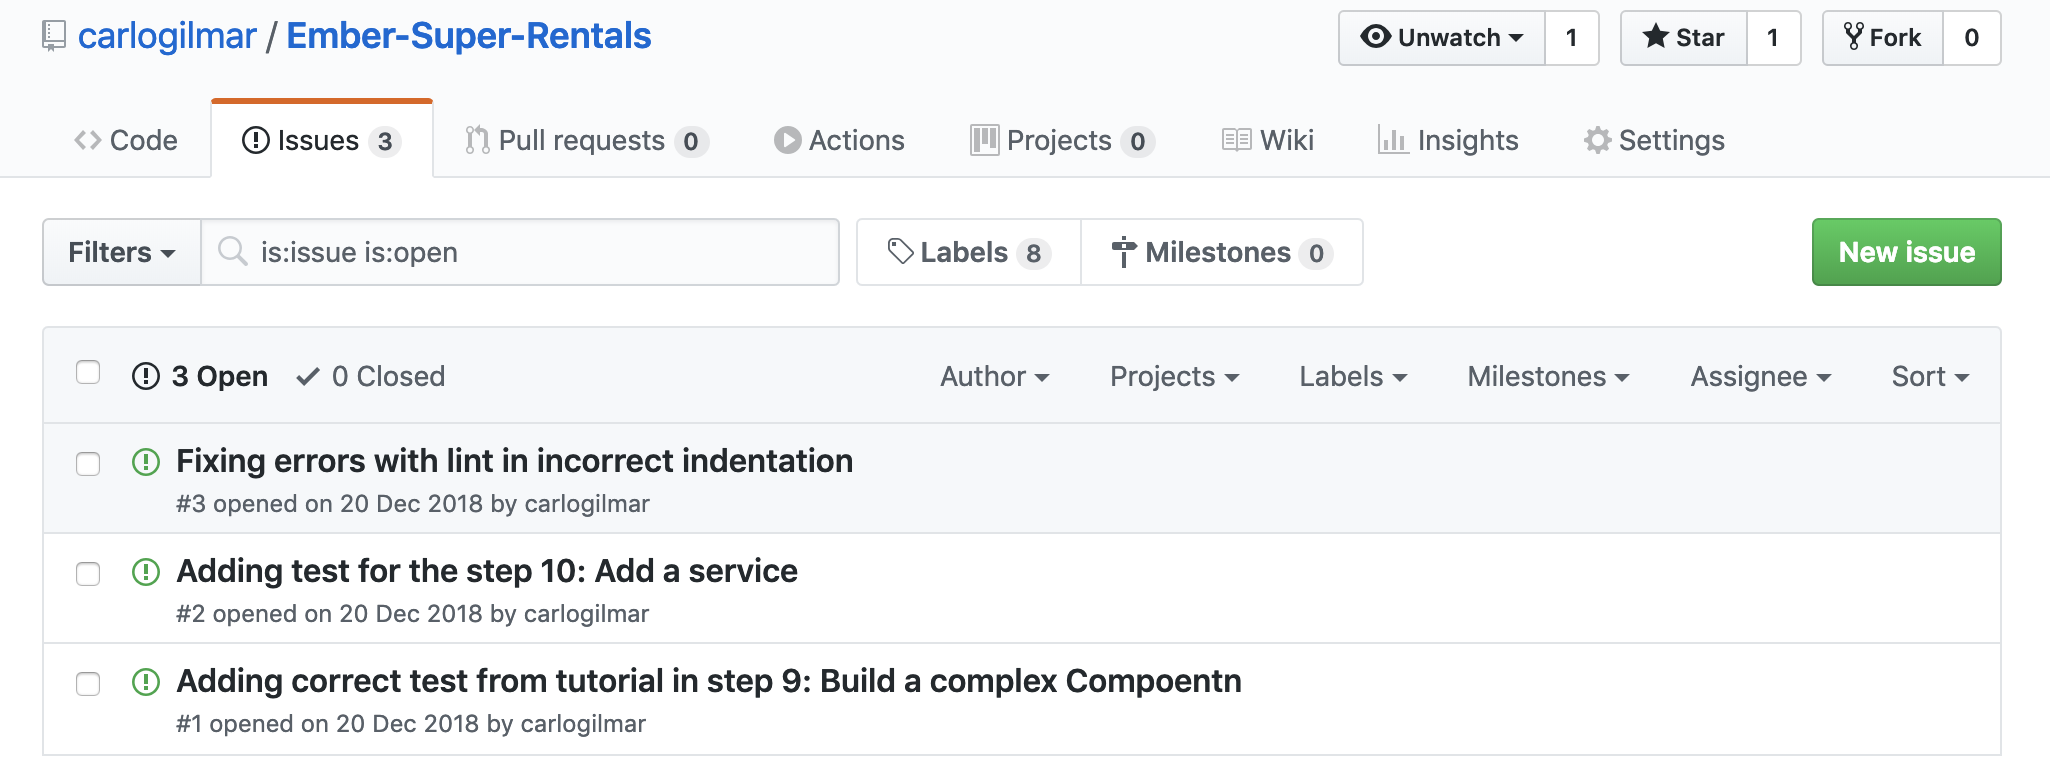 carlogilmar / Ember-Super-Rentals Unwatch 1 Star 1 Fork 0
Code Issues 3 Pull requests 0 Actions Projects 0 Wiki Insights Settings
Filters is:issue is:open Labels 8 Milestones 0 New issue
3 Open 0 Closed Author Projects Labels Milestones Assignee Sort
Fixing errors with lint in incorrect indentation
#3 opened on 20 Dec 2018 by carlogilmar
Adding test for the step 10: Add a service
#2 opened on 20 Dec 2018 by carlogilmar
Adding correct test from tutorial in step 9: Build a complex Compoentn
#1 opened on 20 Dec 2018 by carlogilmar